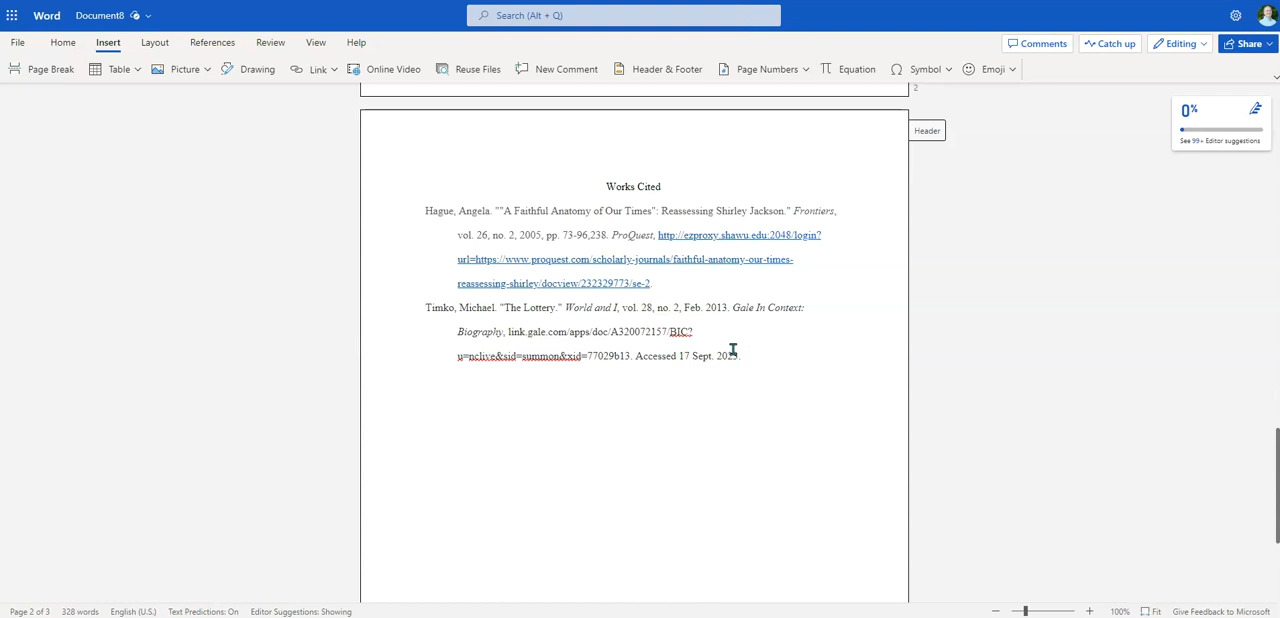 Word Document8 Search (Alt + Q)
File Home Insert Layout References Review View Help Comments Catch up Editing Share
Page Break Table Picture Drawing Link Online Video Reuse Files New Comment Header & Footer Page Numbers Equation Symbol Emoji
2
Header
0%
See 99+ Editor suggestions
Works Cited
Hague, Angela. ""A Faithful Anatomy of Our Times": Reassessing Shirley Jackson." Frontiers,
vol. 26, no. 2, 2005, pp. 73-96,238. ProQuest, http://ezproxy.shawu.edu:2048/login?
url=https://www.proquest.com/scholarly-journals/faithful-anatomy-our-times-
reassessing-shirley/docview/232329773/se-2.
Timko, Michael. "The Lottery." World and I, vol. 28, no. 2, Feb. 2013. Gale In Context:
Biography, link.gale.com/apps/doc/A320072157/BIC?
u=nclive&sid=summon&xid=77029b13. Accessed 17 Sept. 2023.
Page 2 of 3 328 words English (U.S.) Text Predictions: On Editor Suggestions: Showing 100% Fit Give Feedback to Microsoft